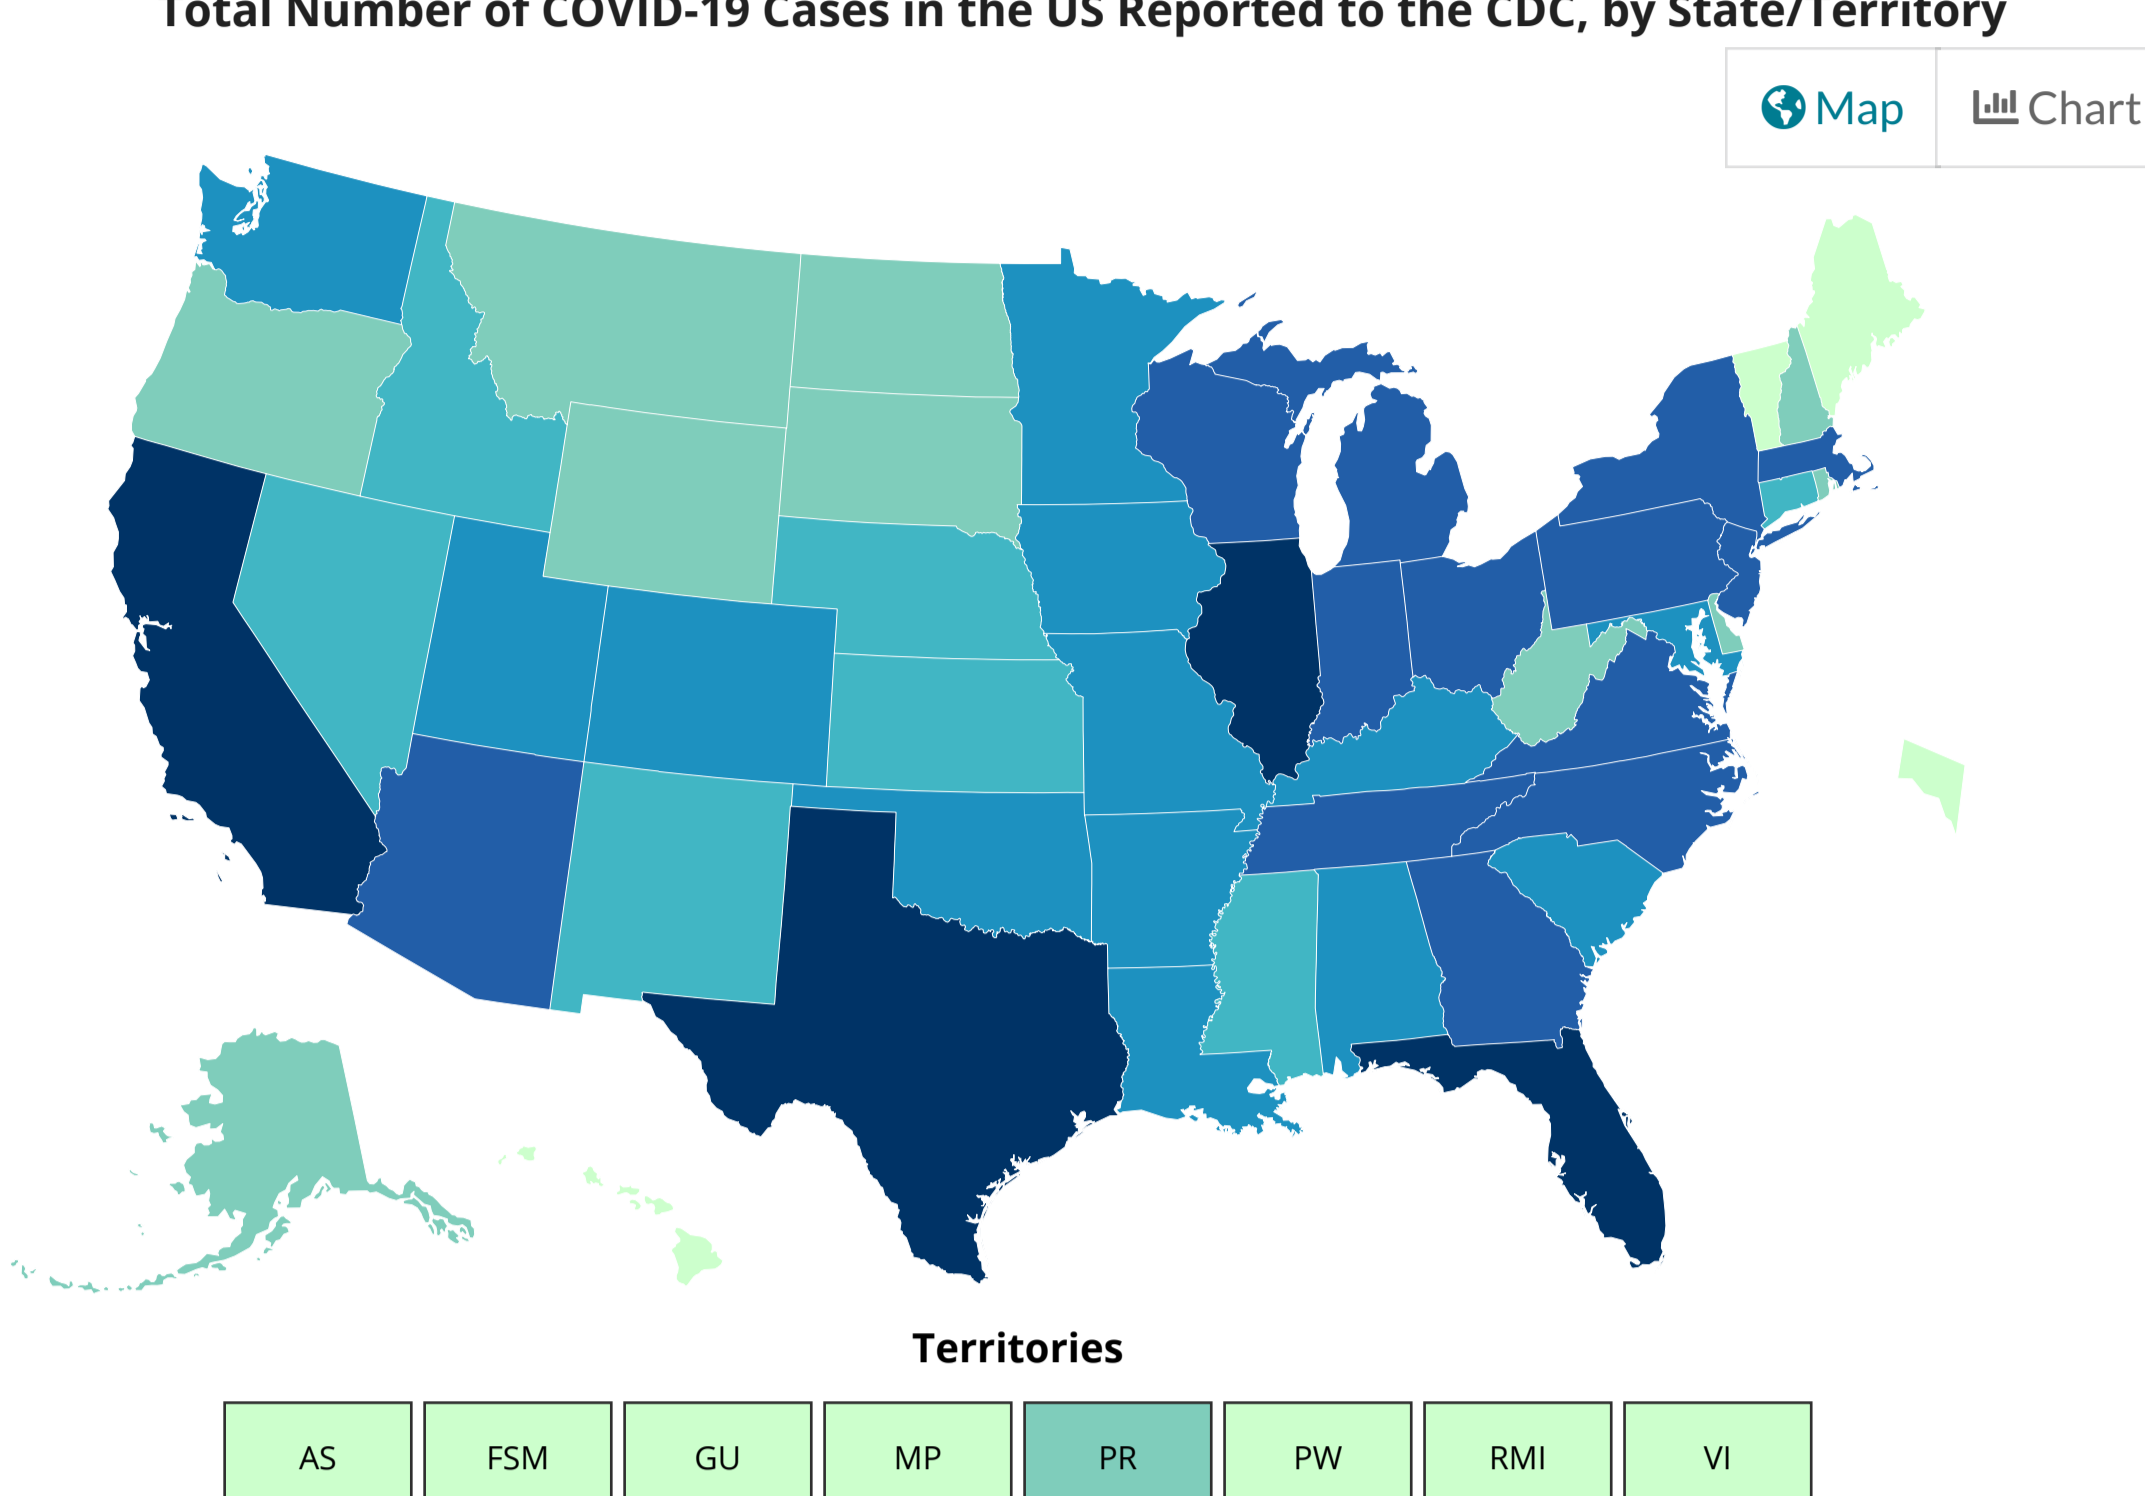 Total Number of COVID-19 Cases in the US Reported to the CDC, by State/Territory
Map
Chart
Territories
AS
FSM
GU
MP
PR
PW
RMI
VI